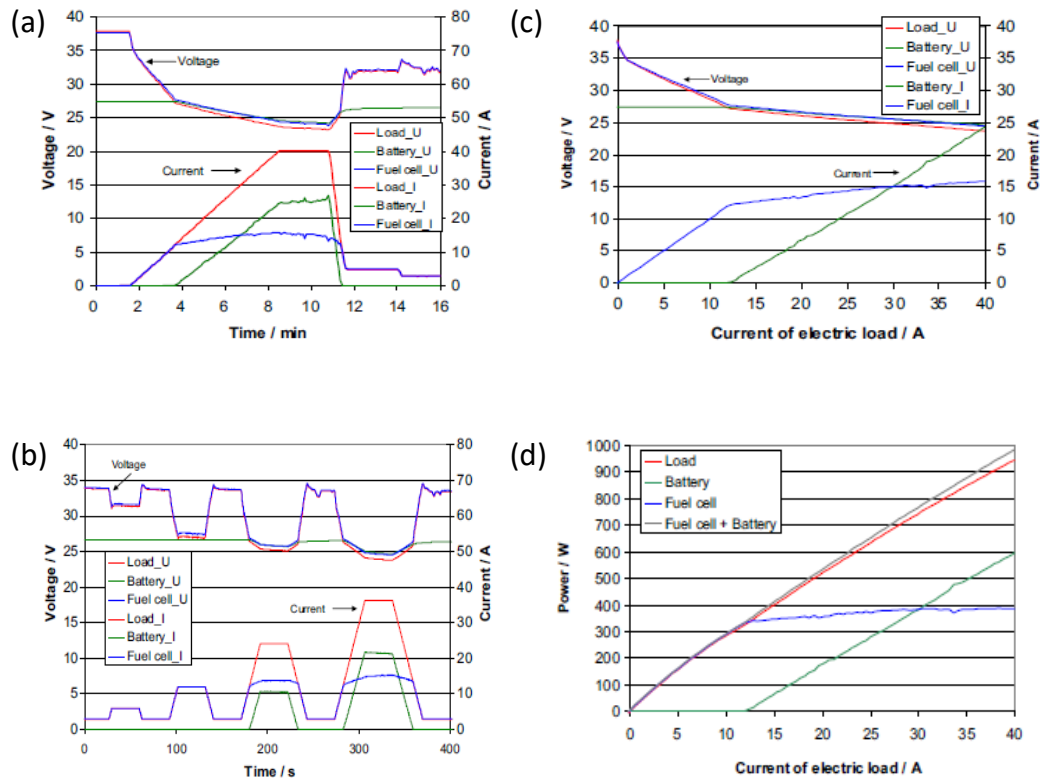 (a)
40
35
30
25
20
15
10
5
0
Voltage / V
80
70
60
50
40
30
20
10
0
Current / A
Voltage
Current
Load_U
Battery_U
Fuel cell_U
Load_I
Battery_I
Fuel cell_I
0 2 4 6 8 10 12 14 16
Time / min
(c)
40
35
30
25
20
15
10
5
0
Voltage / V
40
35
30
25
20
15
10
5
0
Current / A
Load_U
Battery_U
Fuel cell_U
Battery_I
Fuel cell_I
Voltage
Current
0 5 10 15 20 25 30 35 40
Current of electric load / A
(b)
40
35
30
25
20
15
10
5
0
Voltage / V
80
70
60
50
40
30
20
10
0
Current / A
Voltage
Load_U
Battery_U
Fuel cell_U
Load_I
Battery_I
Fuel cell_I
Current
0 100 200 300 400
Time / s
(d)
1000
900
800
700
600
500
400
300
200
100
0
Power / W
Load
Battery
Fuel cell
Fuel cell + Battery
0 5 10 15 20 25 30 35 40
Current of electric load / A